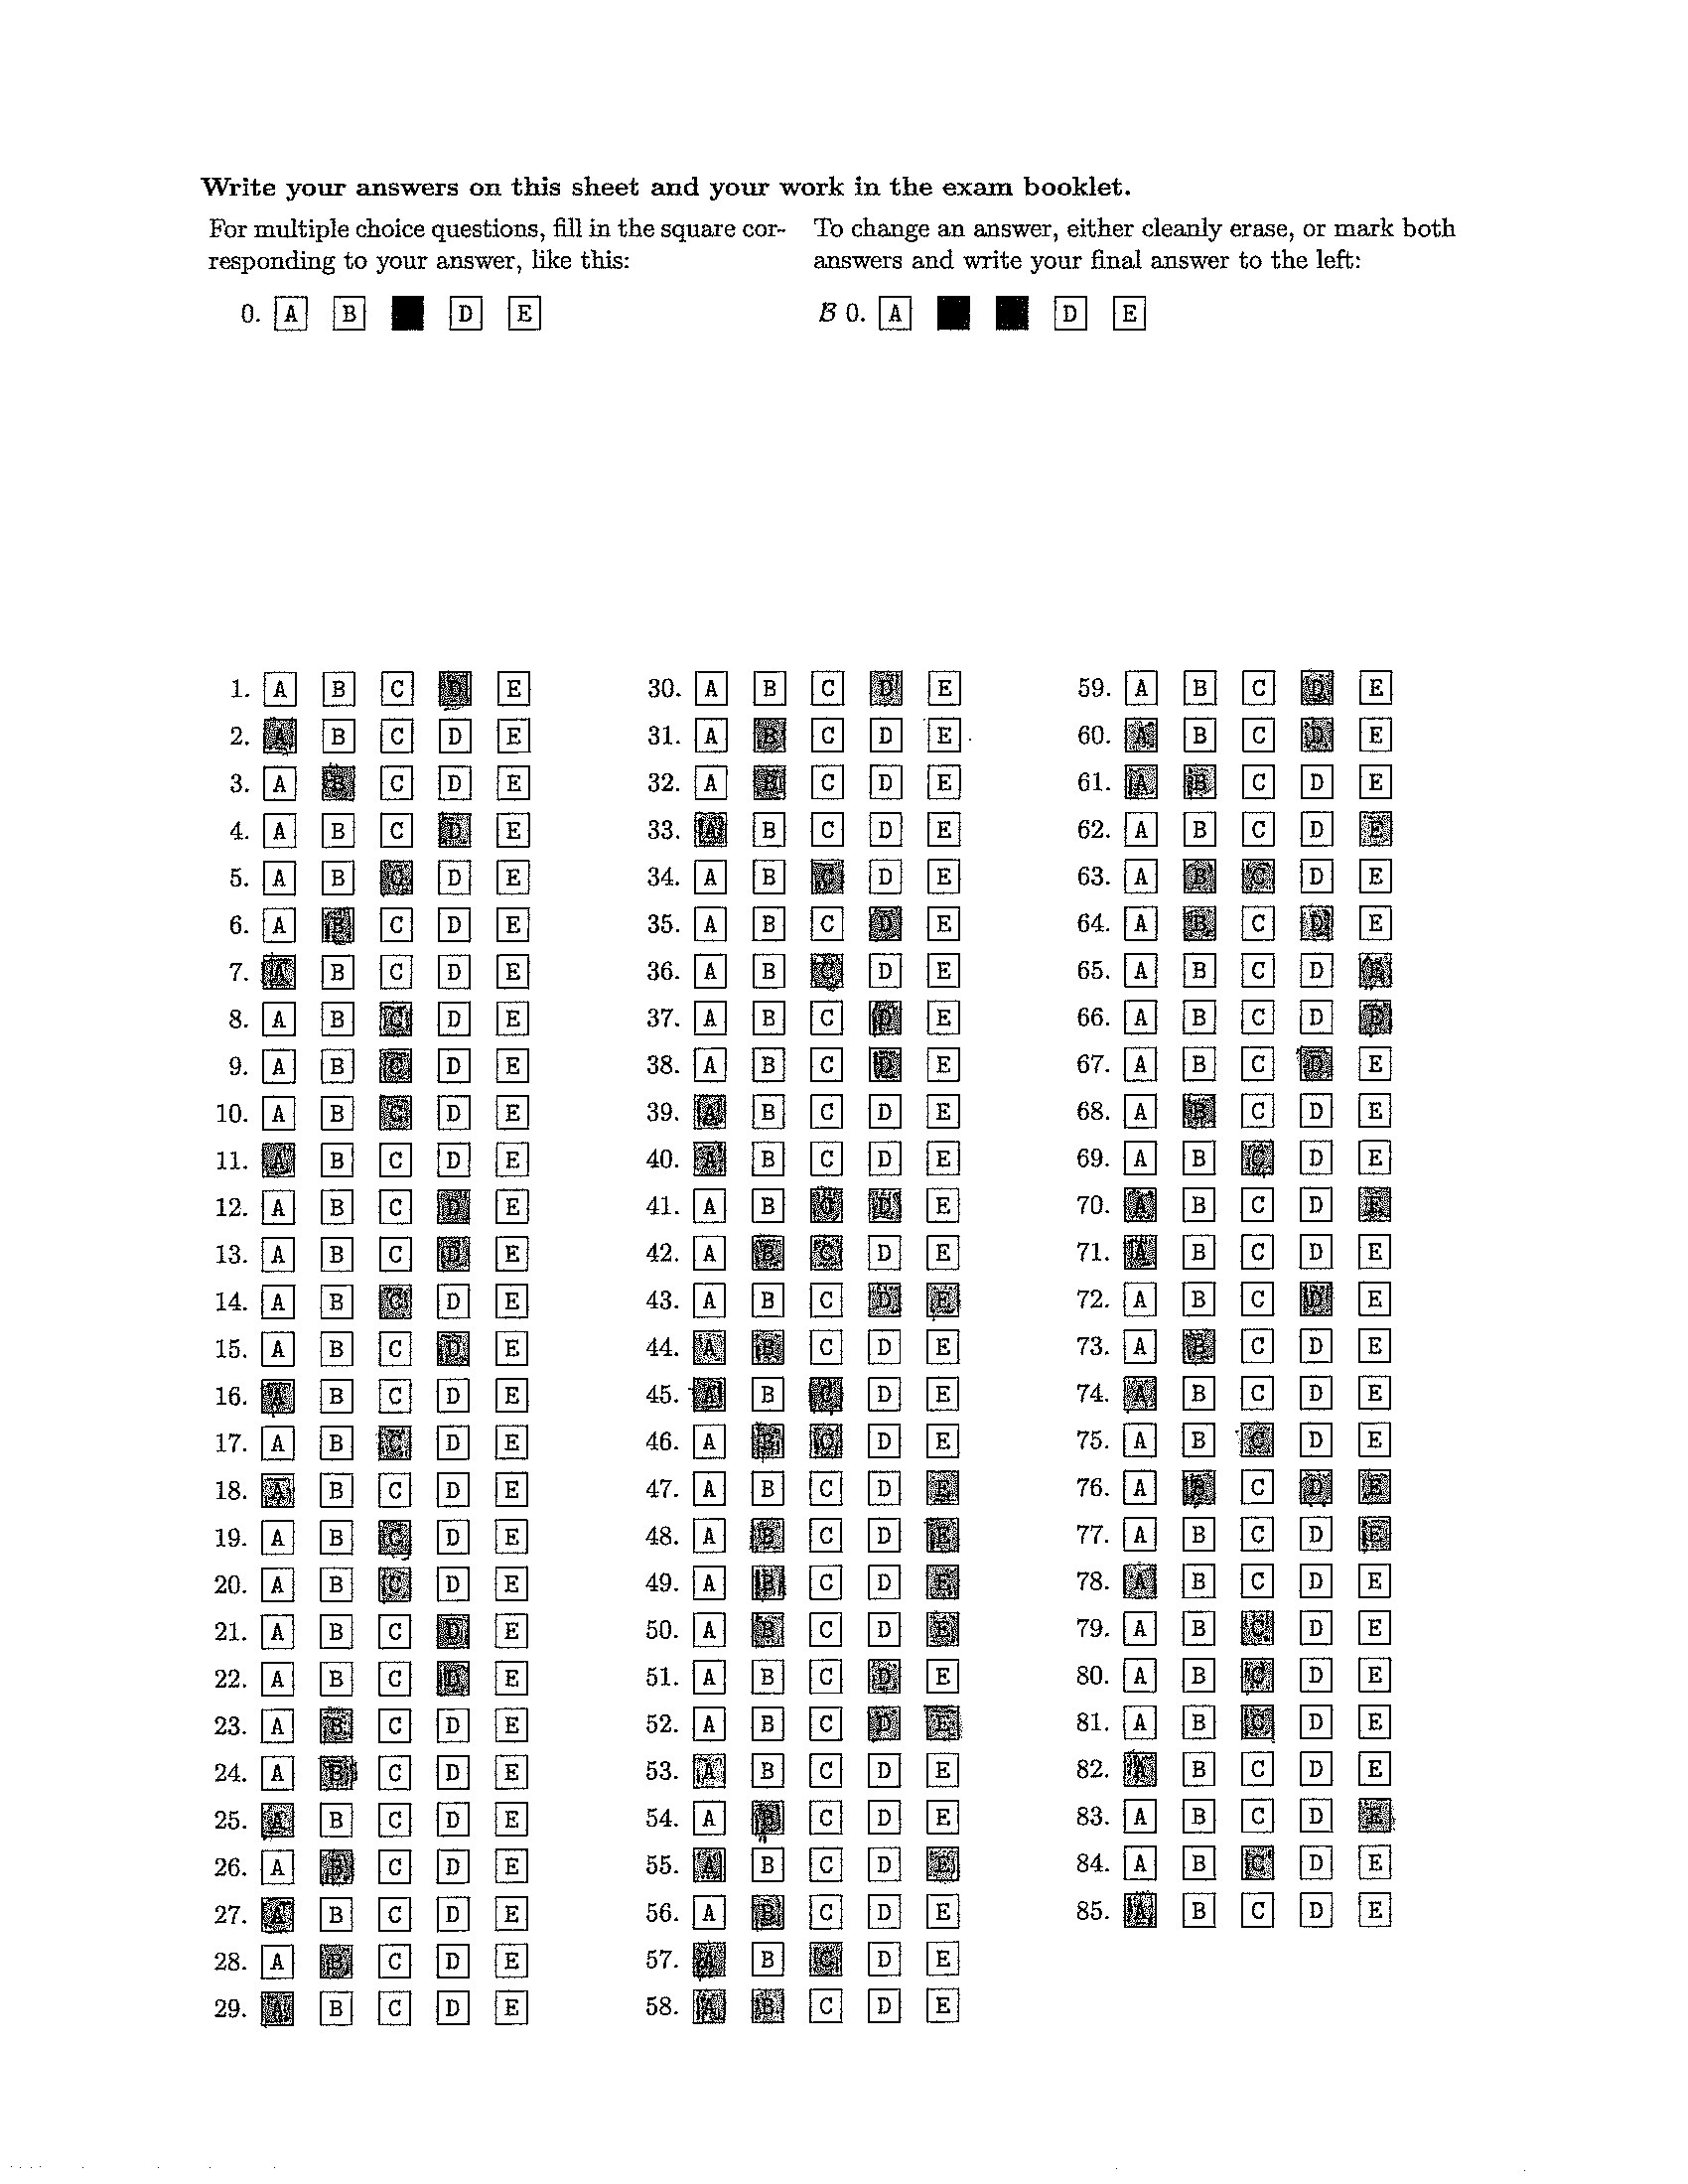 Write your answers on this sheet and your work in the exam booklet.
For multiple choice questions, fill in the square cor-
responding to your answer, like this:
To change an answer, either cleanly erase, or mark both
answers and write your final answer to the left:
0. A B D E
B 0. A D E
1. A B C D E
2. A B C D E
3. A B C D E
4. A B C D E
5. A B C D E
6. A B C D E
7. A B C D E
8. A B C D E
9. A B C D E
10. A B C D E
11. A B C D E
12. A B C D E
13. A B C D E
14. A B C D E
15. A B C D E
16. A B C D E
17. A B C D E
18. A B C D E
19. A B C D E
20. A B C D E
21. A B C D E
22. A B C D E
23. A B C D E
24. A B C D E
25. A B C D E
26. A B C D E
27. A B C D E
28. A B C D E
29. A B C D E
30. A B C D E
31. A B C D E
32. A B C D E
33. A B C D E
34. A B C D E
35. A B C D E
36. A B C D E
37. A B C D E
38. A B C D E
39. A B C D E
40. A B C D E
41. A B C D E
42. A B C D E
43. A B C D E
44. A B C D E
45. A B C D E
46. A B C D E
47. A B C D E
48. A B C D E
49. A B C D E
50. A B C D E
51. A B C D E
52. A B C D E
53. A B C D E
54. A B C D E
55. A B C D E
56. A B C D E
57. A B C D E
58. A B C D E
59. A B C D E
60. A B C D E
61. A B C D E
62. A B C D E
63. A B C D E
64. A B C D E
65. A B C D E
66. A B C D E
67. A B C D E
68. A B C D E
69. A B C D E
70. A B C D E
71. A B C D E
72. A B C D E
73. A B C D E
74. A B C D E
75. A B C D E
76. A B C D E
77. A B C D E
78. A B C D E
79. A B C D E
80. A B C D E
81. A B C D E
82. A B C D E
83. A B C D E
84. A B C D E
85. A B C D E